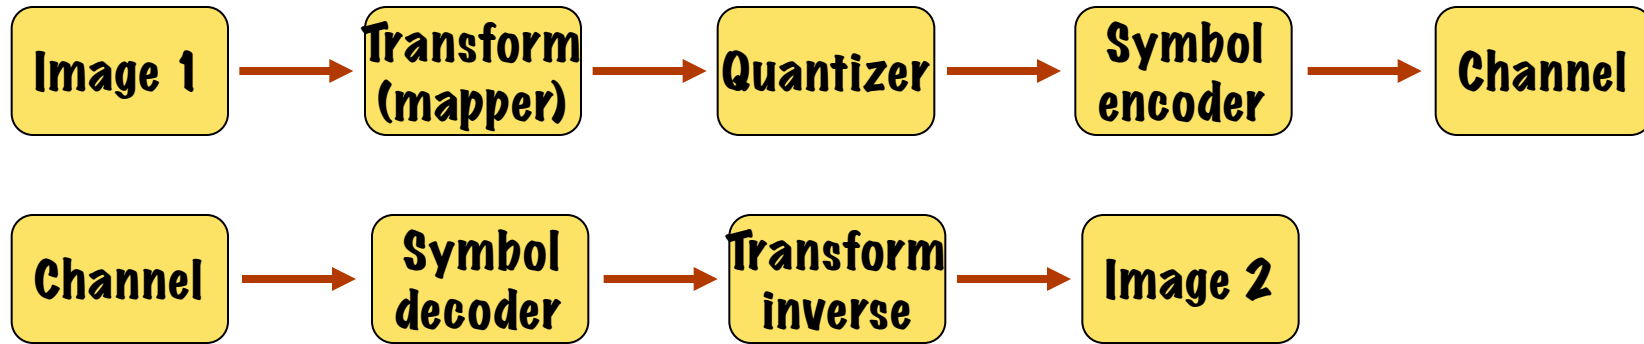 Image 1
Transform
(mapper)
Quantizer
Symbol
encoder
Channel
Channel
Symbol
decoder
Transform
inverse
Image 2